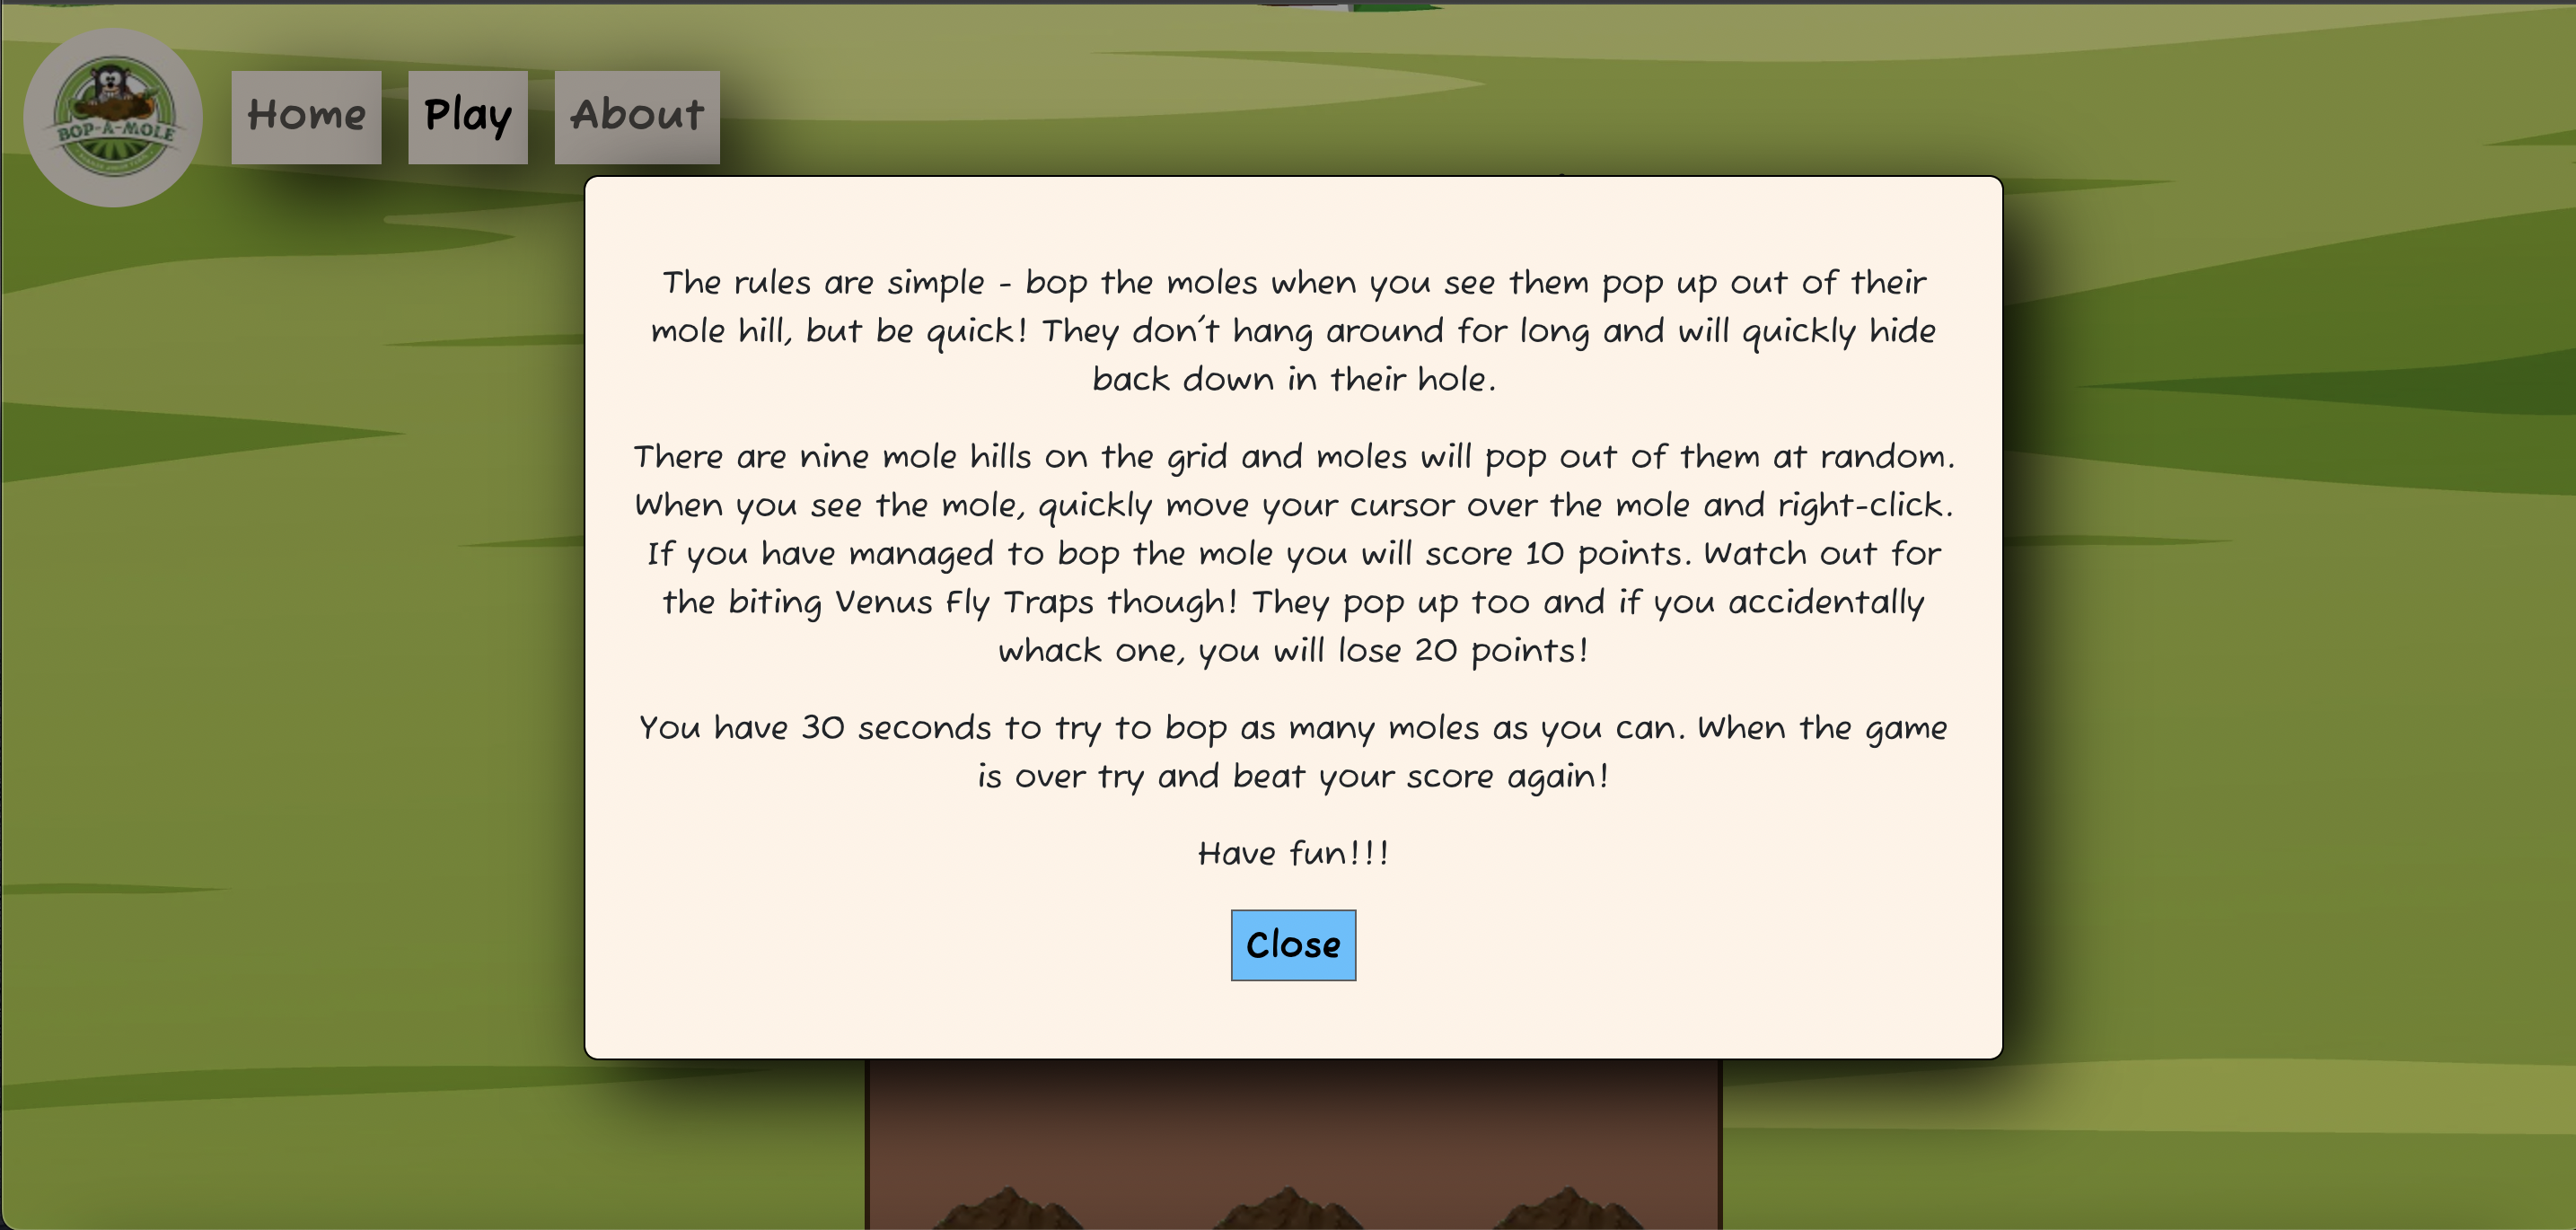 BOP-A-MOLE
Home
Play
About
The rules are simple - bop the moles when you see them pop up out of their
mole hill, but be quick! They don't hang around for long and will quickly hide
back down in their hole.
There are nine mole hills on the grid and moles will pop out of them at random.
When you see the mole, quickly move your cursor over the mole and right-click.
If you have managed to bop the mole you will score 10 points. Watch out for
the biting Venus Fly Traps though! They pop up too and if you accidentally
whack one, you will lose 20 points!
You have 30 seconds to try to bop as many moles as you can. When the game
is over try and beat your score again!
Have fun!!!
Close